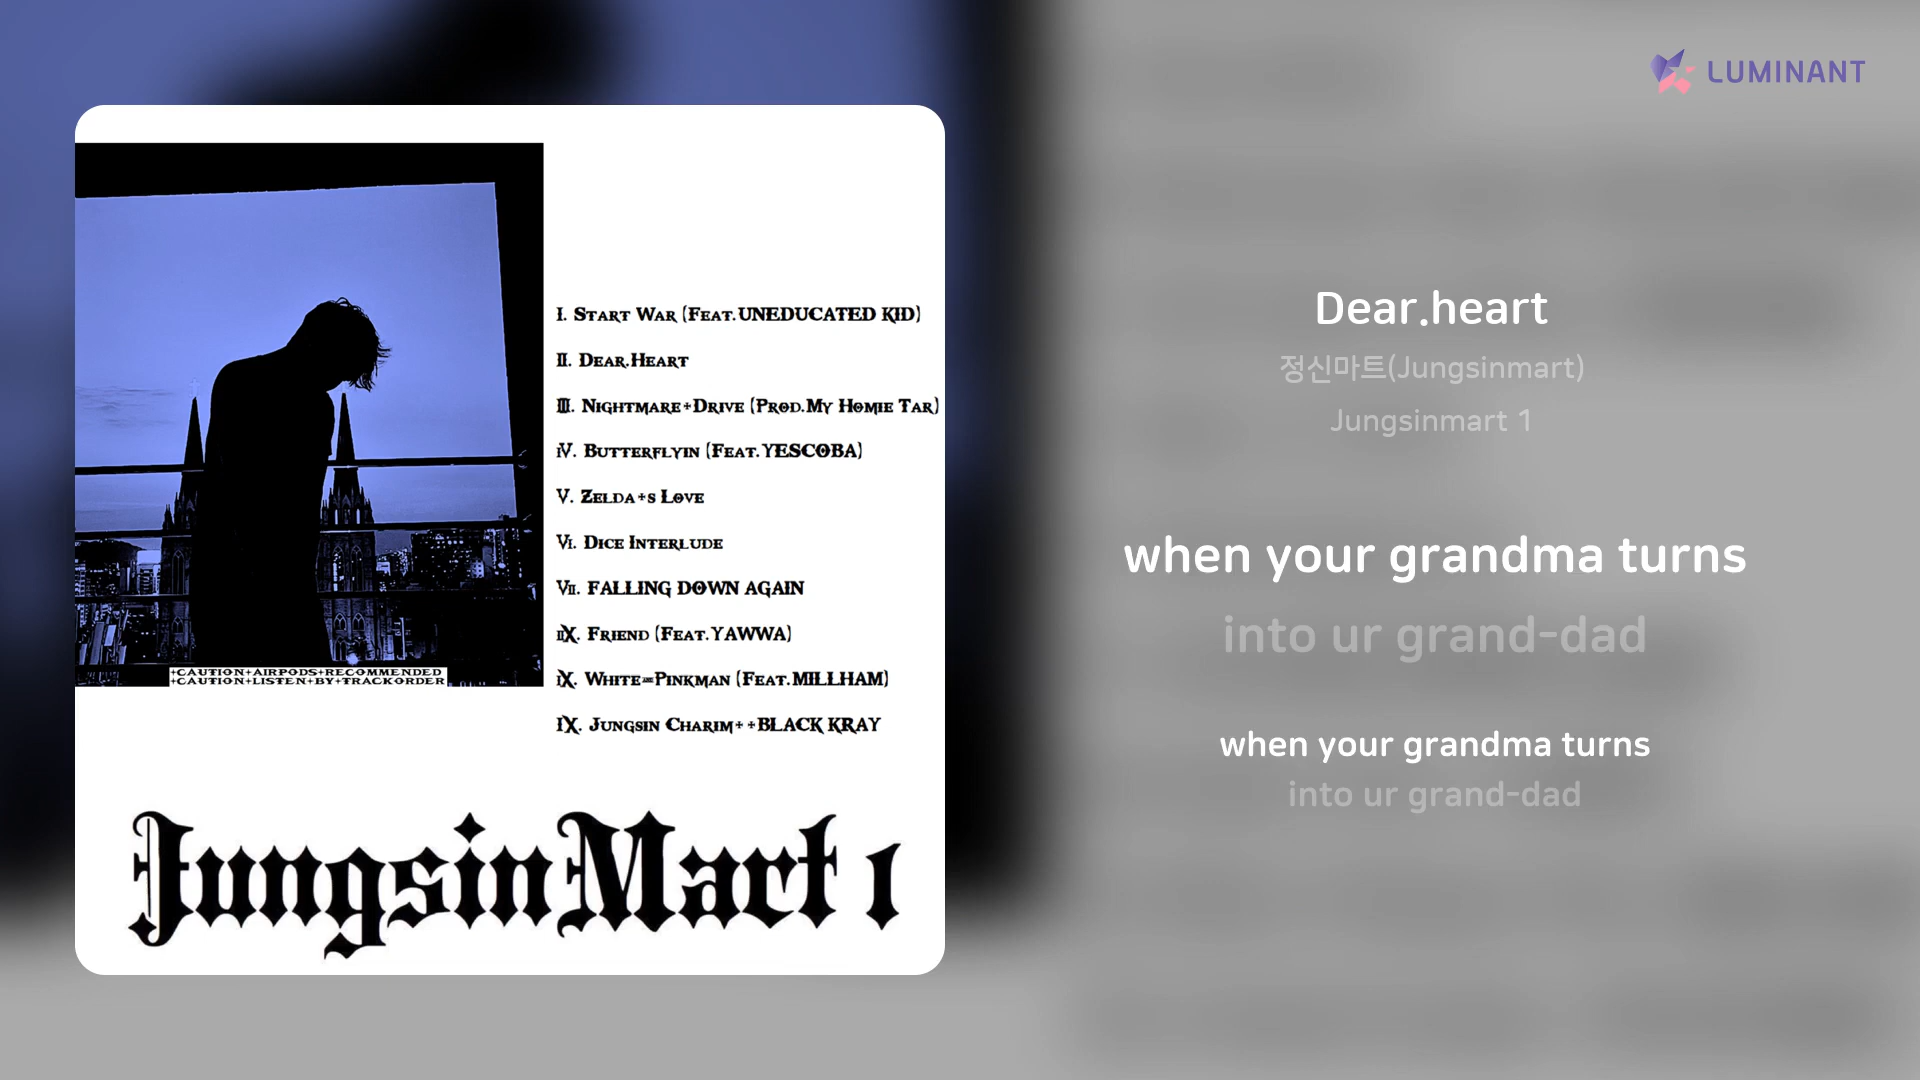 LUMINANT
I. Start War (Feat.UNEDUCATED KID)
II. Dear.Heart
III. Nightmare+Drive (Prod.My Homie Tar)
iV. Butterflyin (Feat.YESCOBA)
V. Zelda+s Love
Vi. Dice Interlude
Vii. FALLING DOWN AGAIN
iiX. Friend (Feat.YAWWA)
iX. White=Pinkman (Feat.MILLHAM)
IX. Jungsin Charim++BLACK KRAY
+CAUTION+AIRPODS+RECOMMENDED
+CAUTION+LISTEN+BY+TRACKORDER
JungsinMart 1
Dear.heart
정신마트(Jungsinmart)
Jungsinmart 1
when your grandma turns
into ur grand-dad
when your grandma turns
into ur grand-dad